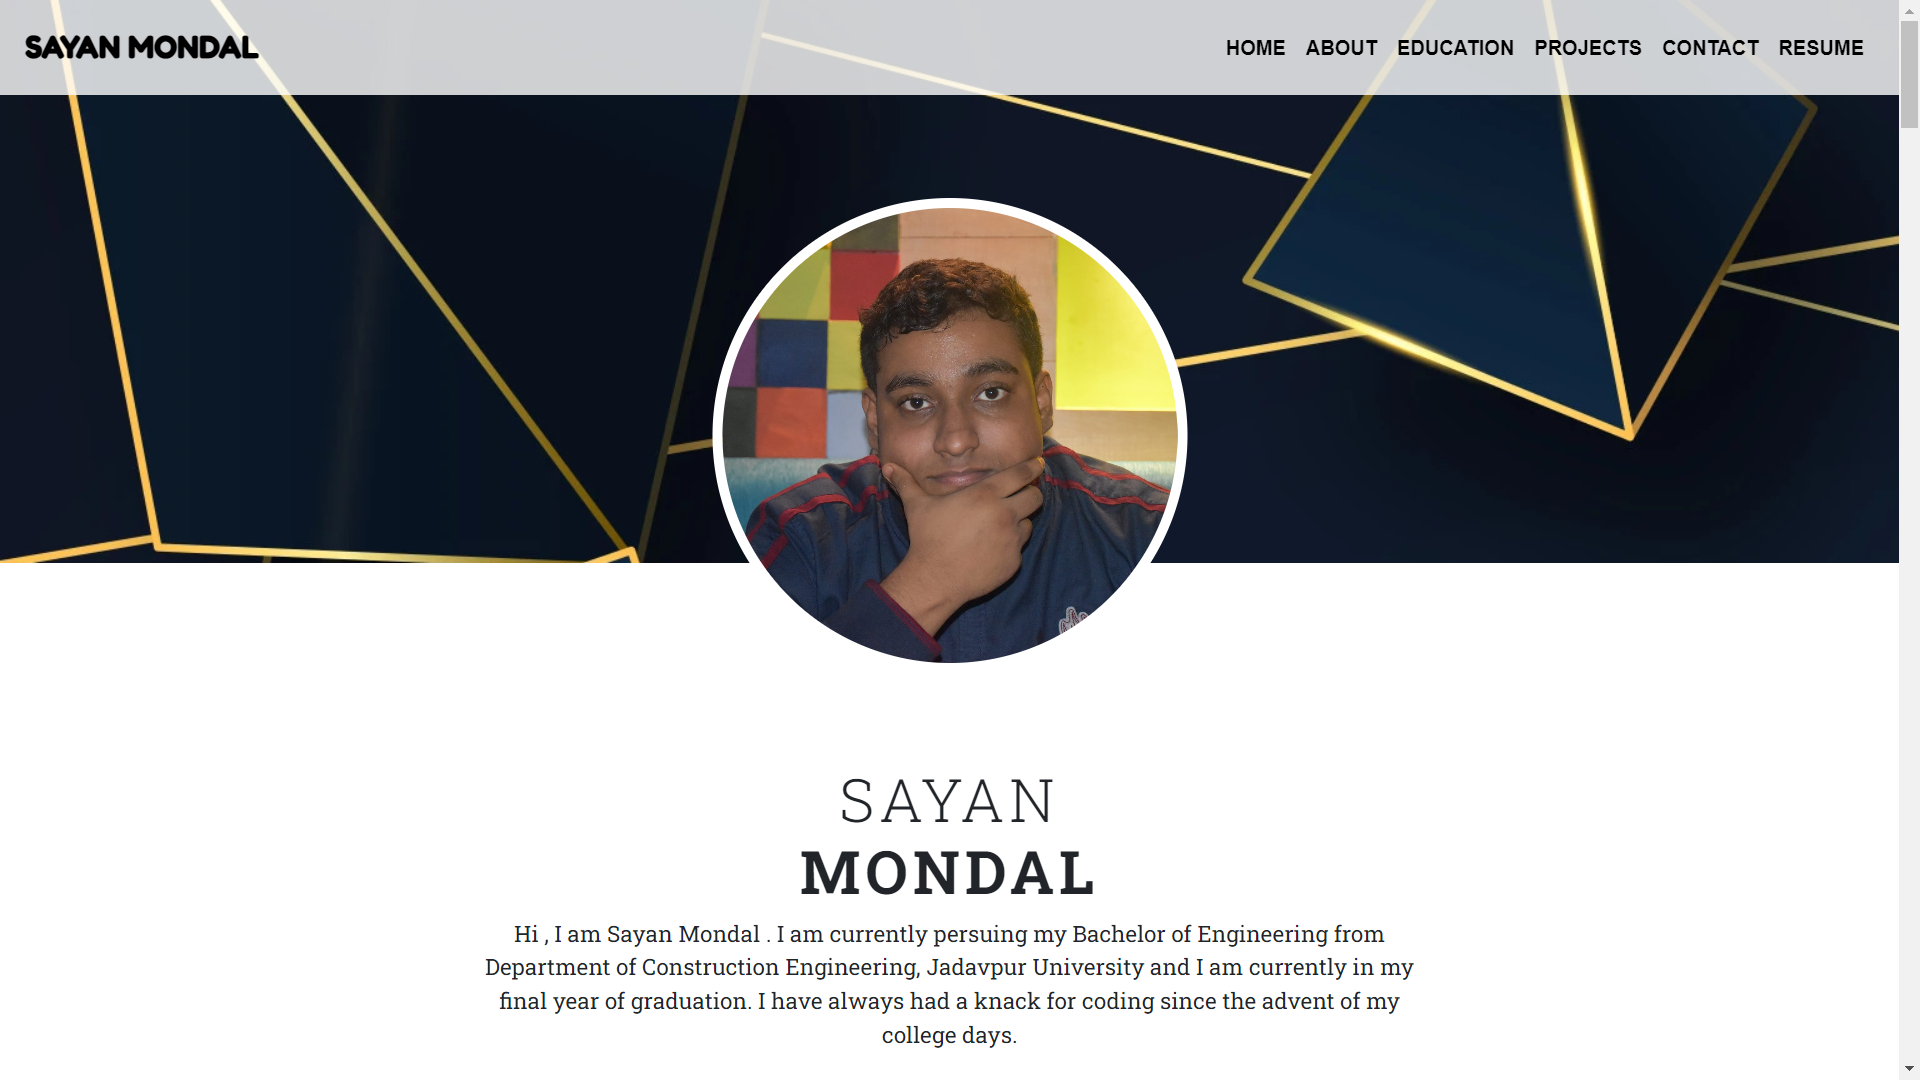 SAYAN MONDAL
HOME ABOUT EDUCATION PROJECTS CONTACT RESUME
SAYAN
MONDAL
Hi , I am Sayan Mondal . I am currently persuing my Bachelor of Engineering from
Department of Construction Engineering, Jadavpur University and I am currently in my
final year of graduation. I have always had a knack for coding since the advent of my
college days.